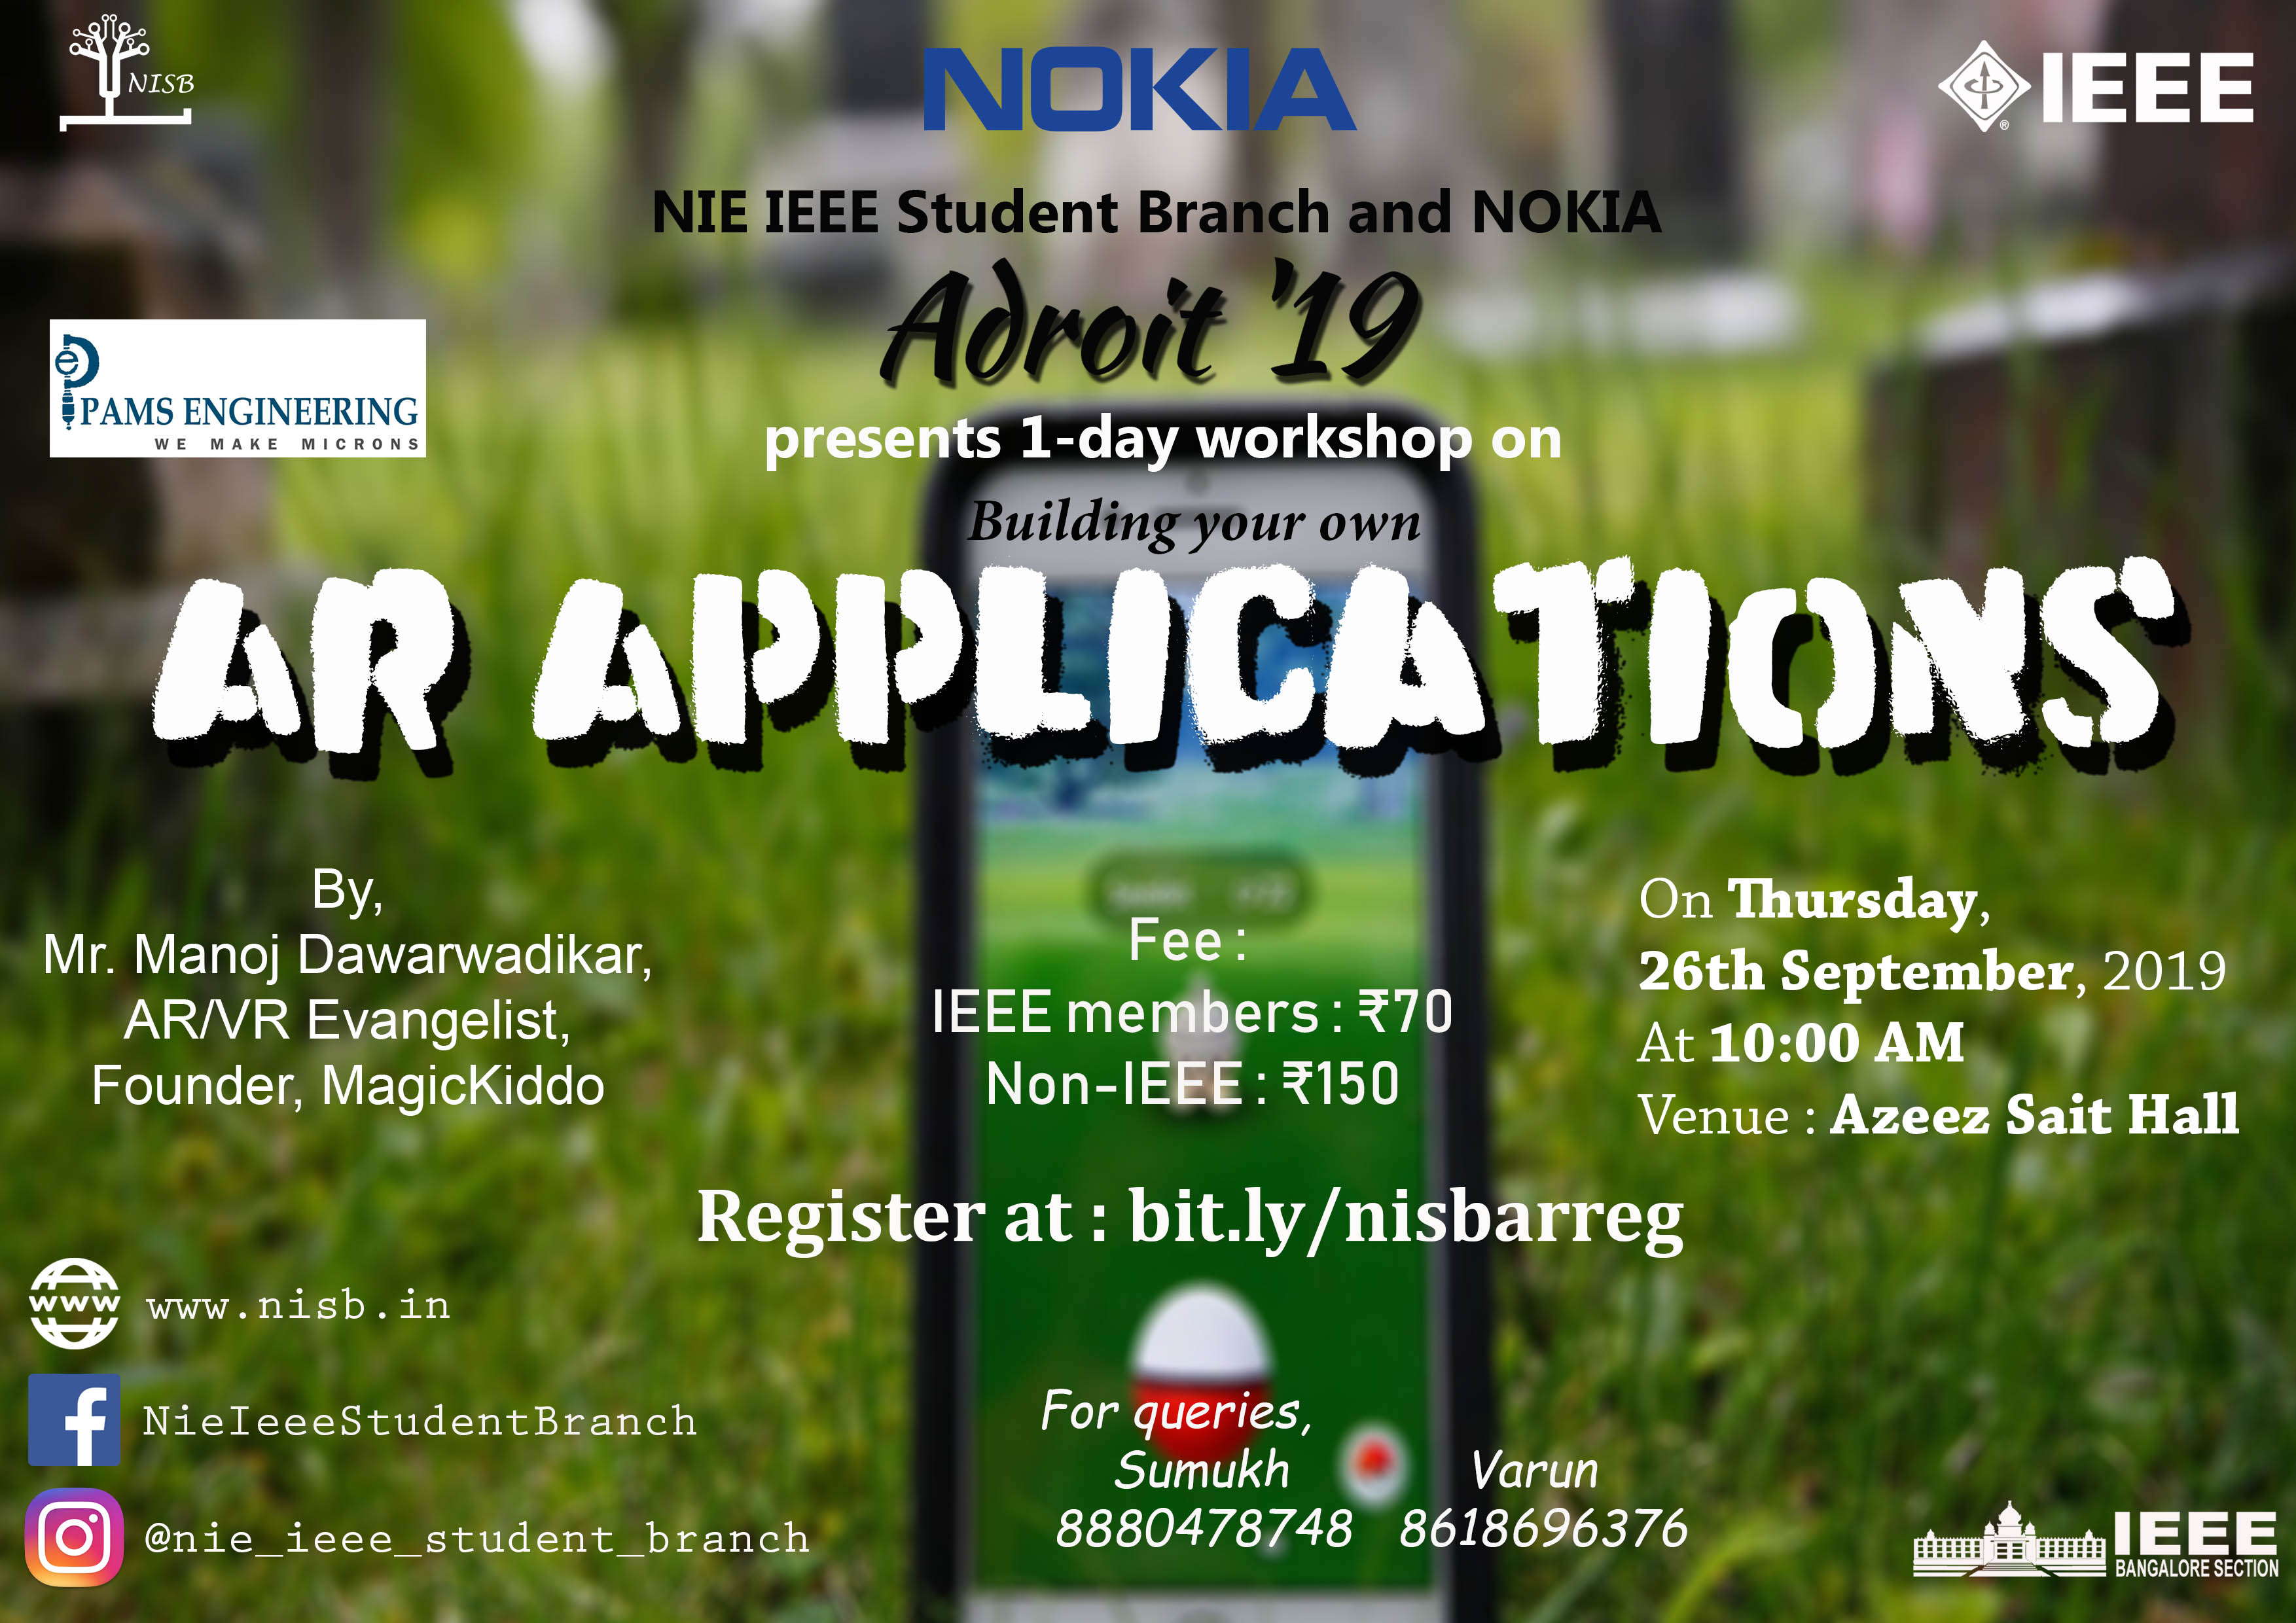 NISB
NOKIA
IEEE
NIE IEEE Student Branch and NOKIA
Adroit '19
PAMS ENGINEERING
WE MAKE MICRONS
presents 1-day workshop on
Building your own
AR APPLICATIONS
By,
Mr. Manoj Dawarwadikar,
AR/VR Evangelist,
Founder, MagicKiddo
Fee :
IEEE members : ₹70
Non-IEEE : ₹150
On Thursday,
26th September, 2019
At 10:00 AM
Venue : Azeez Sait Hall
Register at : bit.ly/nisbarreg
www
www.nisb.in
NieIeeeStudentBranch
@nie_ieee_student_branch
For queries,
Sumukh Varun
8880478748 8618696376
IEEE
BANGALORE SECTION